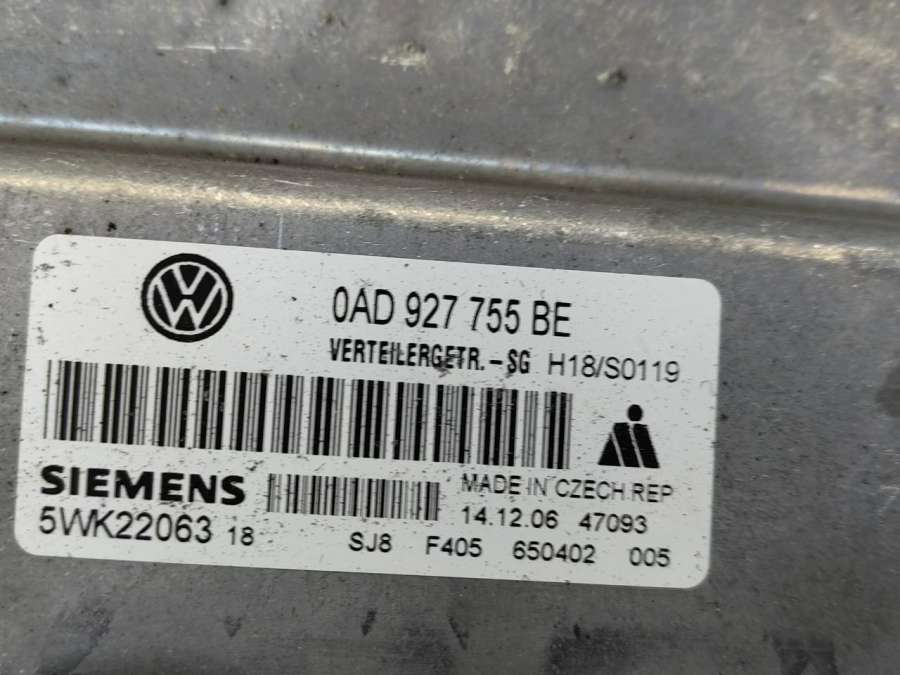 0AD 927 755 BE
VERTEILERGETR.-SG H18/S0119
SIEMENS
MADE IN CZECH REP
5WK22063 18
14.12.06 47093
SJ8 F405 650402 005